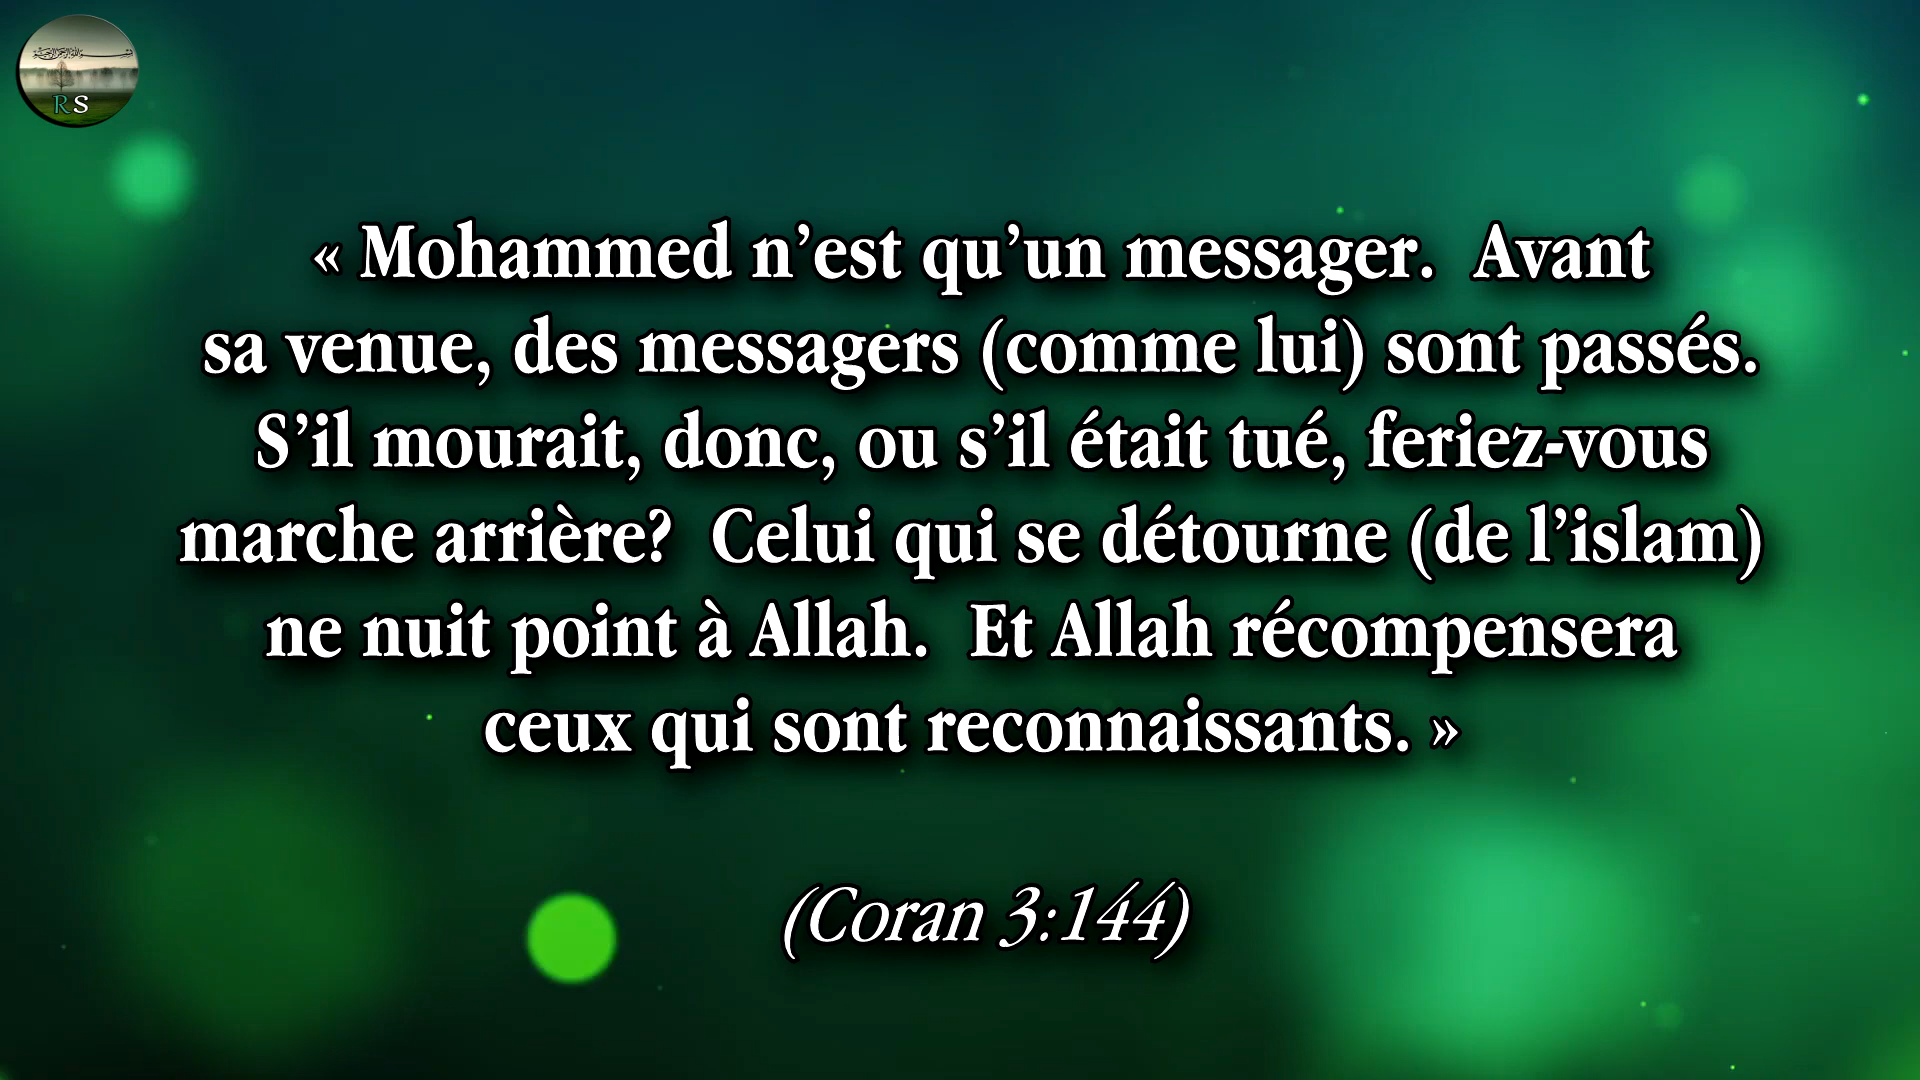 RS
« Mohammed n’est qu’un messager.  Avant
sa venue, des messagers (comme lui) sont passés.
S’il mourait, donc, ou s’il était tué, feriez-vous
marche arrière?  Celui qui se détourne (de l’islam)
ne nuit point à Allah.  Et Allah récompensera
ceux qui sont reconnaissants. »
(Coran 3:144)